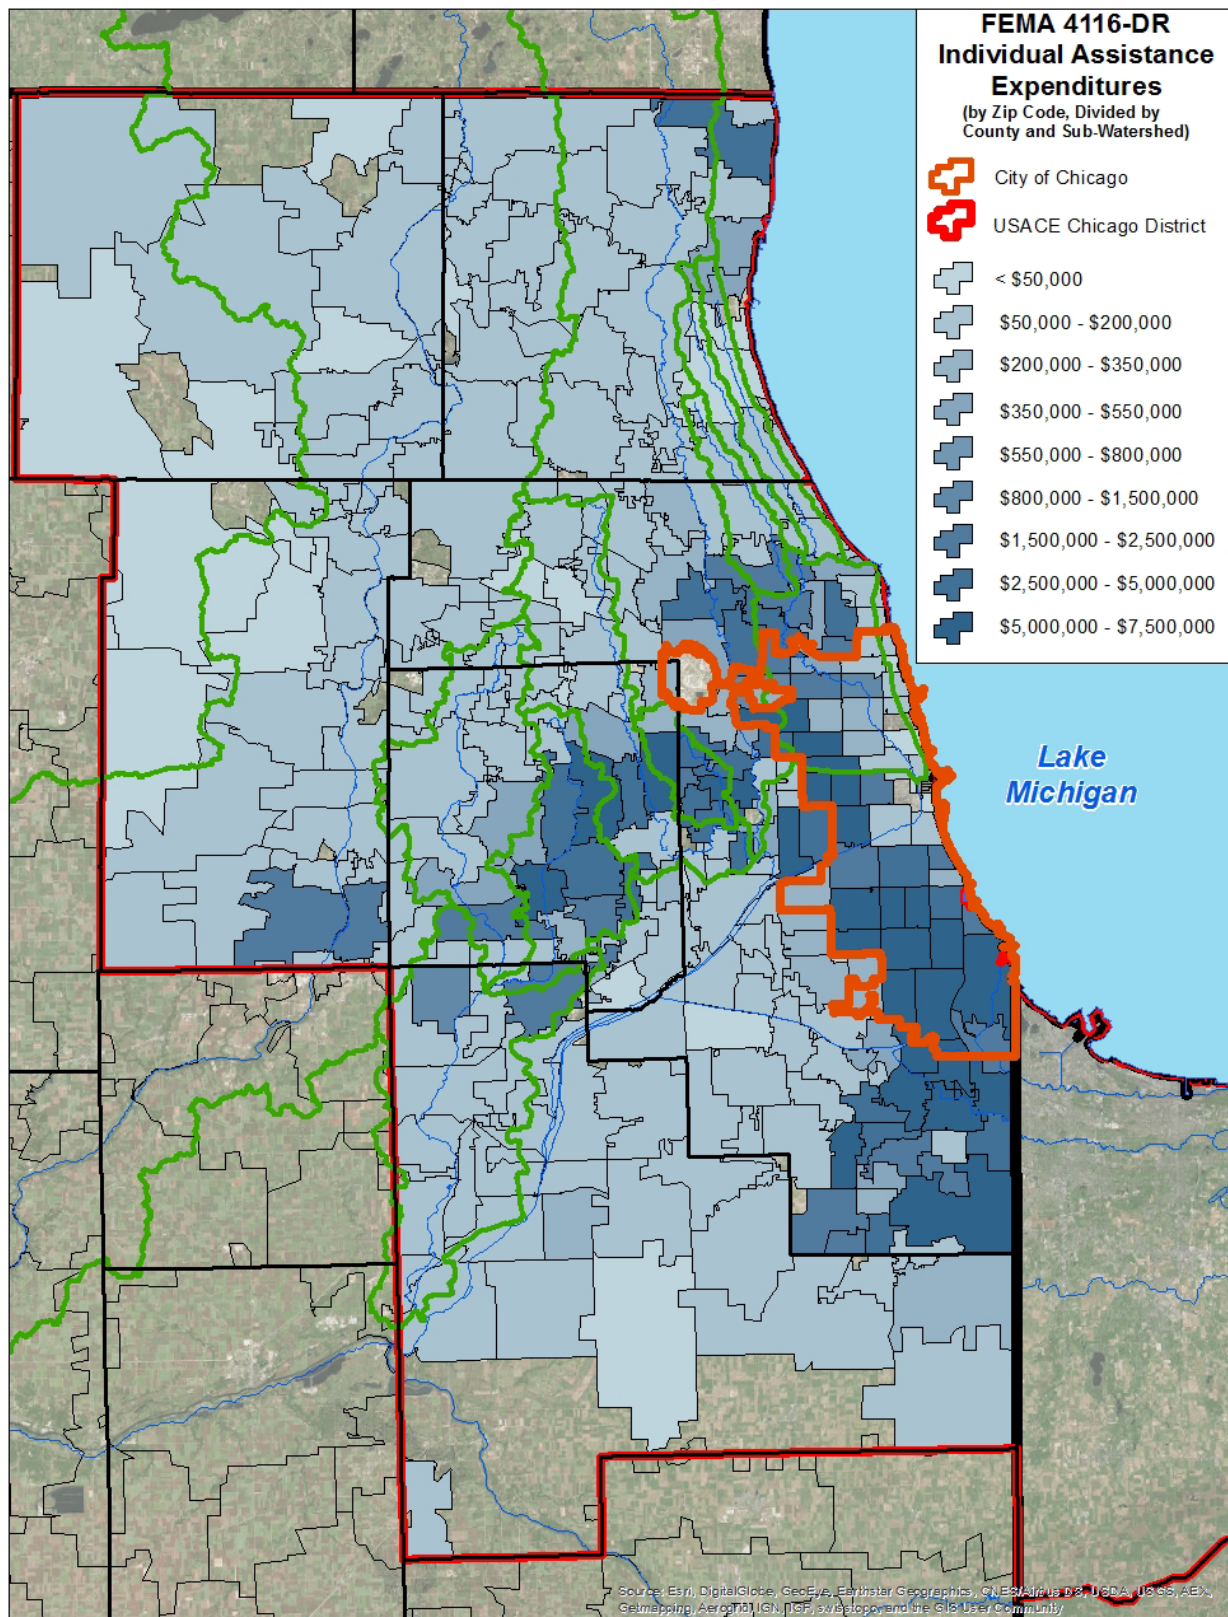 FEMA 4116-DR
Individual Assistance
Expenditures
(by Zip Code, Divided by
County and Sub-Watershed)
City of Chicago
USACE Chicago District
< $50,000
$50,000 - $200,000
$200,000 - $350,000
$350,000 - $550,000
$550,000 - $800,000
$800,000 - $1,500,000
$1,500,000 - $2,500,000
$2,500,000 - $5,000,000
$5,000,000 - $7,500,000
Lake
Michigan
Source: Esri, DigitalGlobe, GeoEye, Earthstar Geographics, CNES/Airbus DS, USDA, USGS, AEX,
Getmapping, Aerogrid, IGN, IGP, swisstopo, and the GIS User Community